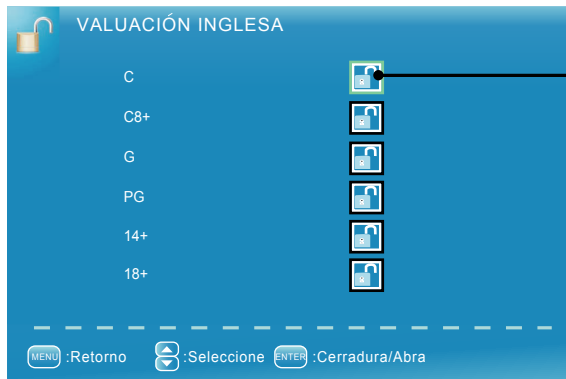 VALUACIÓN INGLESA
C
C8+
G
PG
14+
18+
MENU :Retorno :Seleccione ENTER :Cerradura/Abra